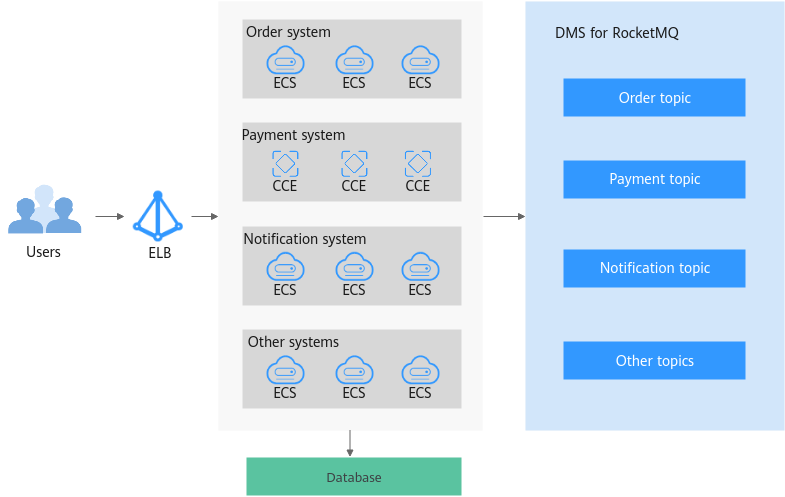 Users
ELB
Order system
ECS ECS ECS
Payment system
CCE CCE CCE
Notification system
ECS ECS ECS
Other systems
ECS ECS ECS
Database
DMS for RocketMQ
Order topic
Payment topic
Notification topic
Other topics